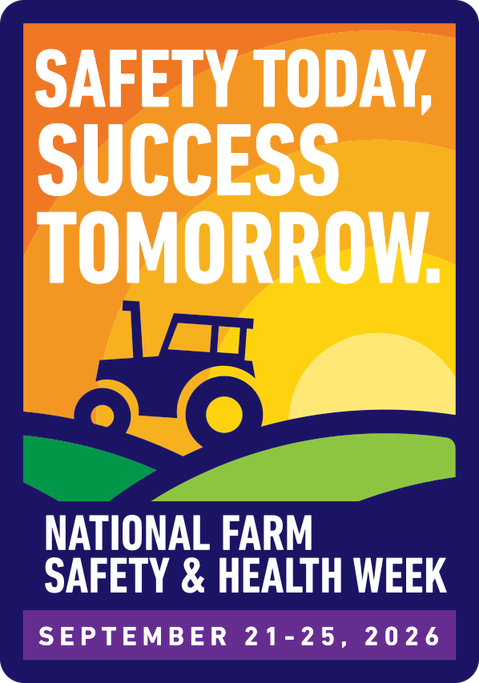 SAFETY TODAY,
SUCCESS
TOMORROW.
NATIONAL FARM
SAFETY & HEALTH WEEK
SEPTEMBER 21-25, 2026